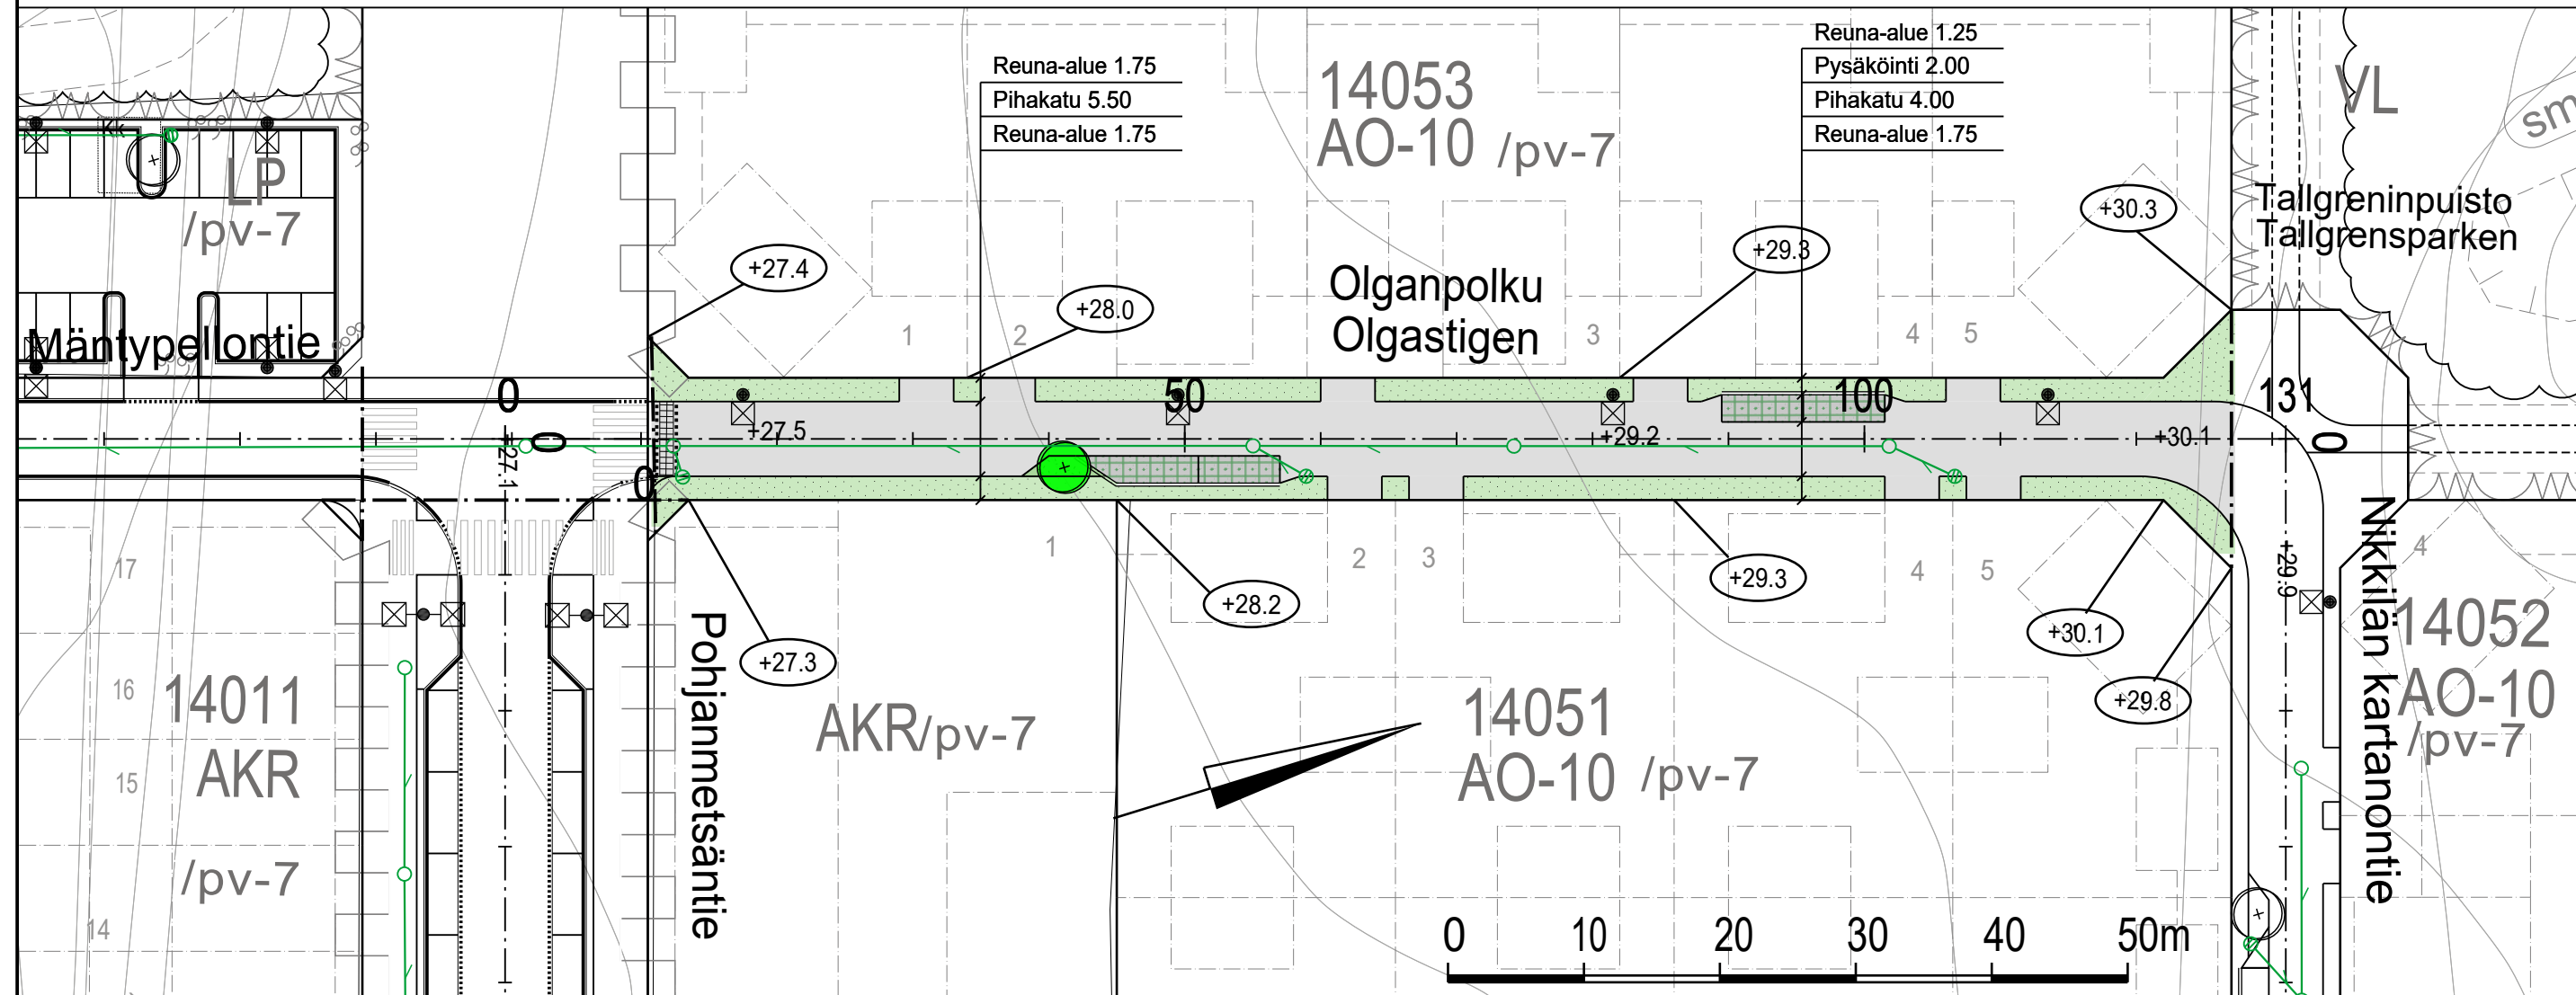 Reuna-alue 1.75
Pihakatu 5.50
Reuna-alue 1.75
Reuna-alue 1.25
Pysäköinti 2.00
Pihakatu 4.00
Reuna-alue 1.75
14053
AO-10 /pv-7
VL
sm
LP
/pv-7
Tallgreninpuisto
Tallgrensparken
+27.4
+28.0
+29.3
+30.3
Olganpolku
Olgastigen
1
2
3
4
5
Mäntypellontie
0
50
100
131
0
0
0
+27.5
+29.2
+30.1
+27.1
+29.9
1
2
3
4
5
4
+27.3
+28.2
+29.3
+30.1
+29.8
17
16
15
14
14011
AKR
/pv-7
Pohjanmetsäntie
AKR/pv-7
14051
AO-10 /pv-7
Nikkilän kartanontie
14052
AO-10
/pv-7
0 10 20 30 40 50m